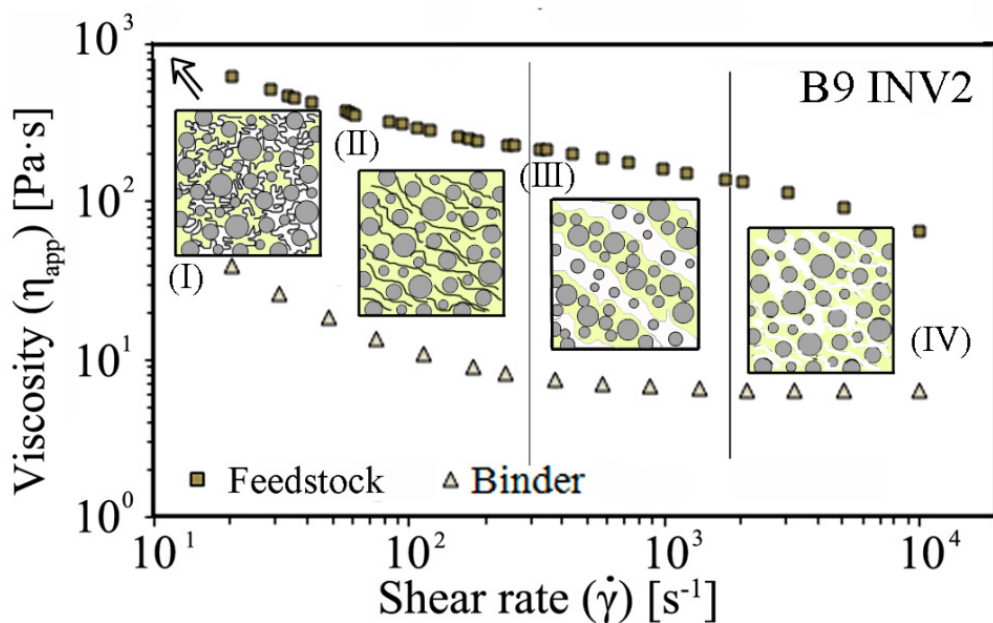 B9 INV2
10³
10²
10¹
10⁰
Viscosity (η_app) [Pa·s]
(I)
(II)
(III)
(IV)
Feedstock
Binder
10¹
10²
10³
10⁴
Shear rate (γ̇) [s⁻¹]